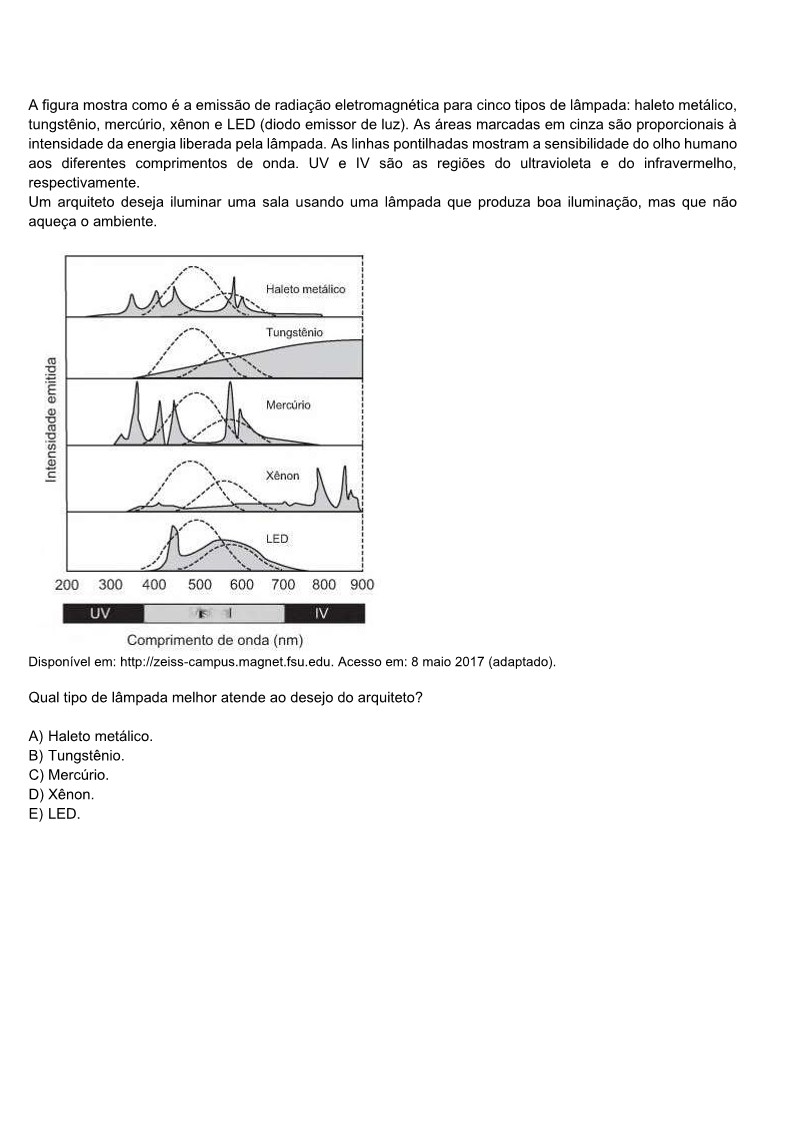 A figura mostra como é a emissão de radiação eletromagnética para cinco tipos de lâmpada: haleto metálico,
tungstênio, mercúrio, xênon e LED (diodo emissor de luz). As áreas marcadas em cinza são proporcionais à
intensidade da energia liberada pela lâmpada. As linhas pontilhadas mostram a sensibilidade do olho humano
aos diferentes comprimentos de onda. UV e IV são as regiões do ultravioleta e do infravermelho,
respectivamente.
Um arquiteto deseja iluminar uma sala usando uma lâmpada que produza boa iluminação, mas que não
aqueça o ambiente.
Intensidade emitida
Haleto metálico
Tungstênio
Mercúrio
Xênon
LED
200 300 400 500 600 700 800 900
UV IV
Comprimento de onda (nm)
Disponível em: http://zeiss-campus.magnet.fsu.edu. Acesso em: 8 maio 2017 (adaptado).
Qual tipo de lâmpada melhor atende ao desejo do arquiteto?
A) Haleto metálico.
B) Tungstênio.
C) Mercúrio.
D) Xênon.
E) LED.